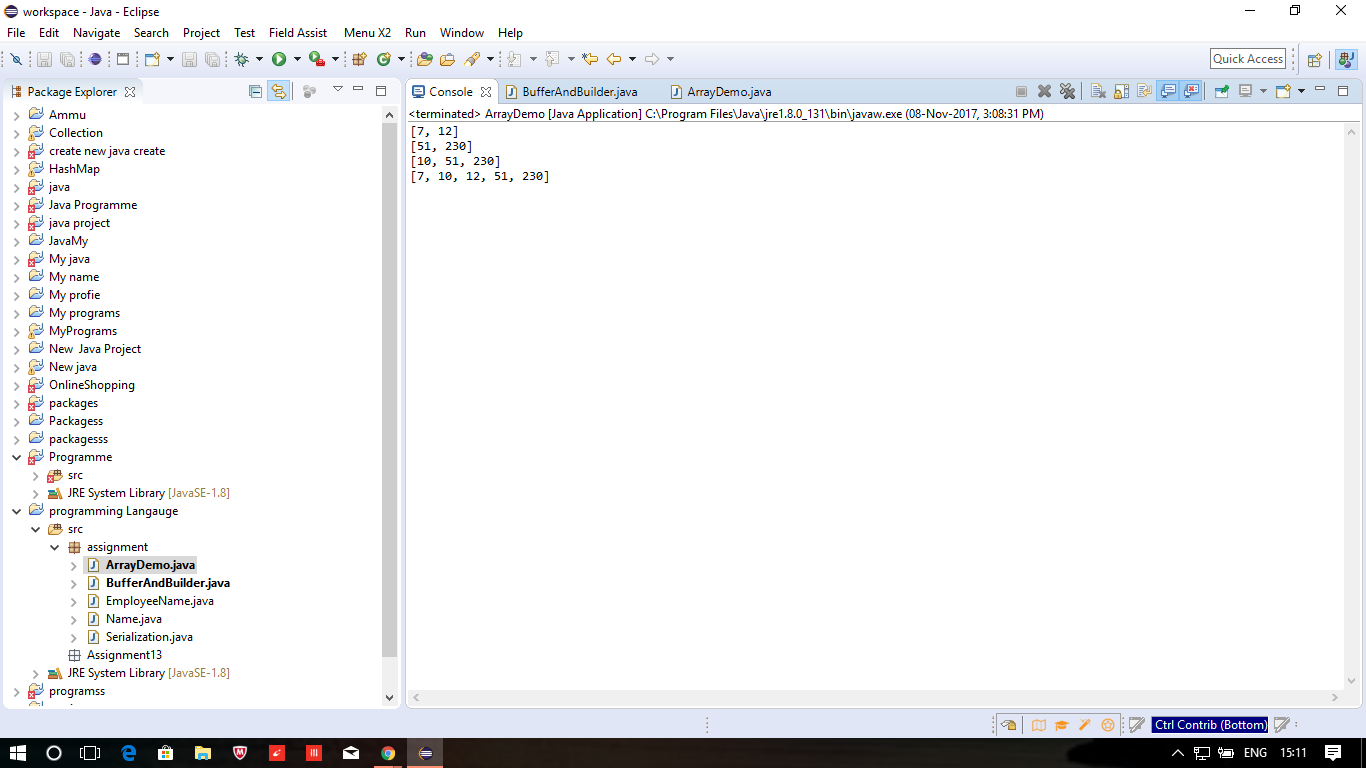 workspace - Java - Eclipse
File Edit Navigate Search Project Test Field Assist Menu X2 Run Window Help
Quick Access
Package Explorer
Console BufferAndBuilder.java ArrayDemo.java
<terminated> ArrayDemo [Java Application] C:\Program Files\Java\jre1.8.0_131\bin\javaw.exe (08-Nov-2017, 3:08:31 PM)
[7, 12]
[51, 230]
[10, 51, 230]
[7, 10, 12, 51, 230]
Ammu
Collection
create new java create
HashMap
java
Java Programme
java project
JavaMy
My java
My name
My profie
My programs
MyPrograms
New Java Project
New java
OnlineShopping
packages
Packagess
packagesss
Programme
src
JRE System Library [JavaSE-1.8]
programming Langauge
src
assignment
ArrayDemo.java
BufferAndBuilder.java
EmployeeName.java
Name.java
Serialization.java
Assignment13
JRE System Library [JavaSE-1.8]
programss
Ctrl Contrib (Bottom)
ENG 15:11